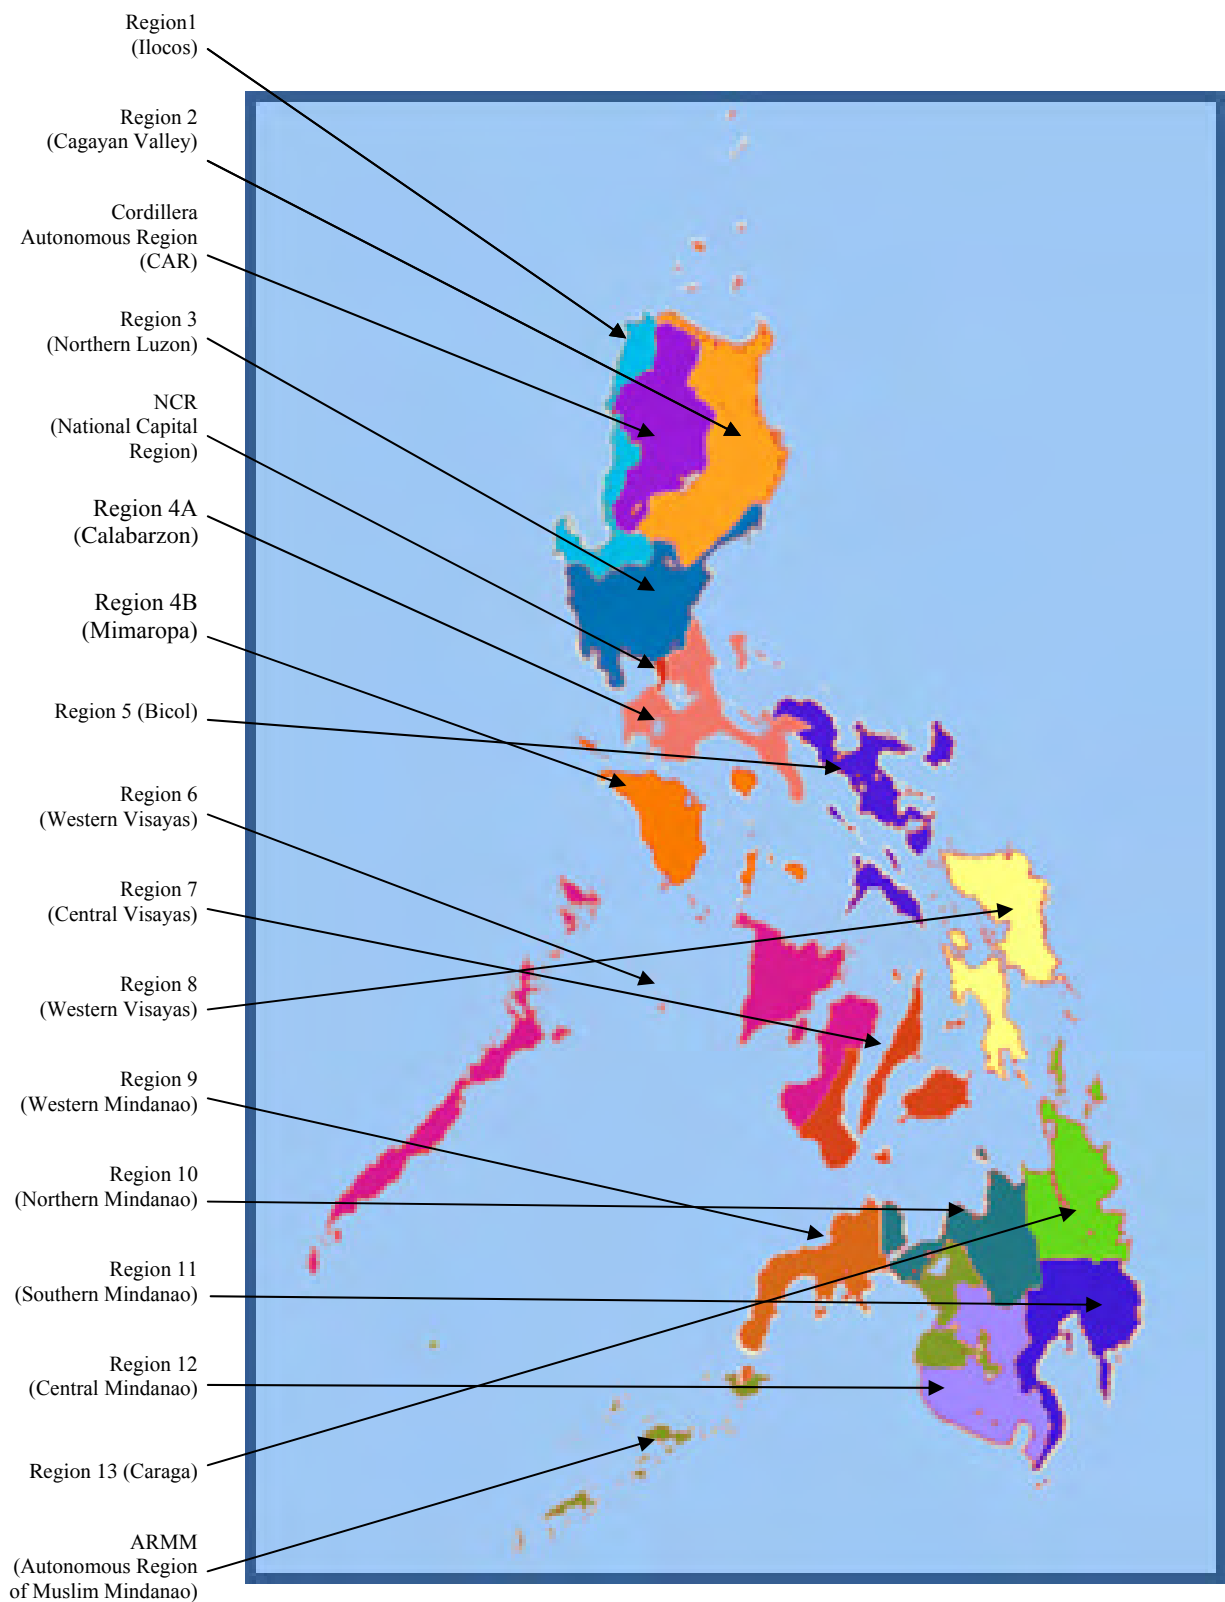 Region1
(Ilocos)
Region 2
(Cagayan Valley)
Cordillera
Autonomous Region
(CAR)
Region 3
(Northern Luzon)
NCR
(National Capital
Region)
Region 4A
(Calabarzon)
Region 4B
(Mimaropa)
Region 5 (Bicol)
Region 6
(Western Visayas)
Region 7
(Central Visayas)
Region 8
(Western Visayas)
Region 9
(Western Mindanao)
Region 10
(Northern Mindanao)
Region 11
(Southern Mindanao)
Region 12
(Central Mindanao)
Region 13 (Caraga)
ARMM
(Autonomous Region
of Muslim Mindanao)